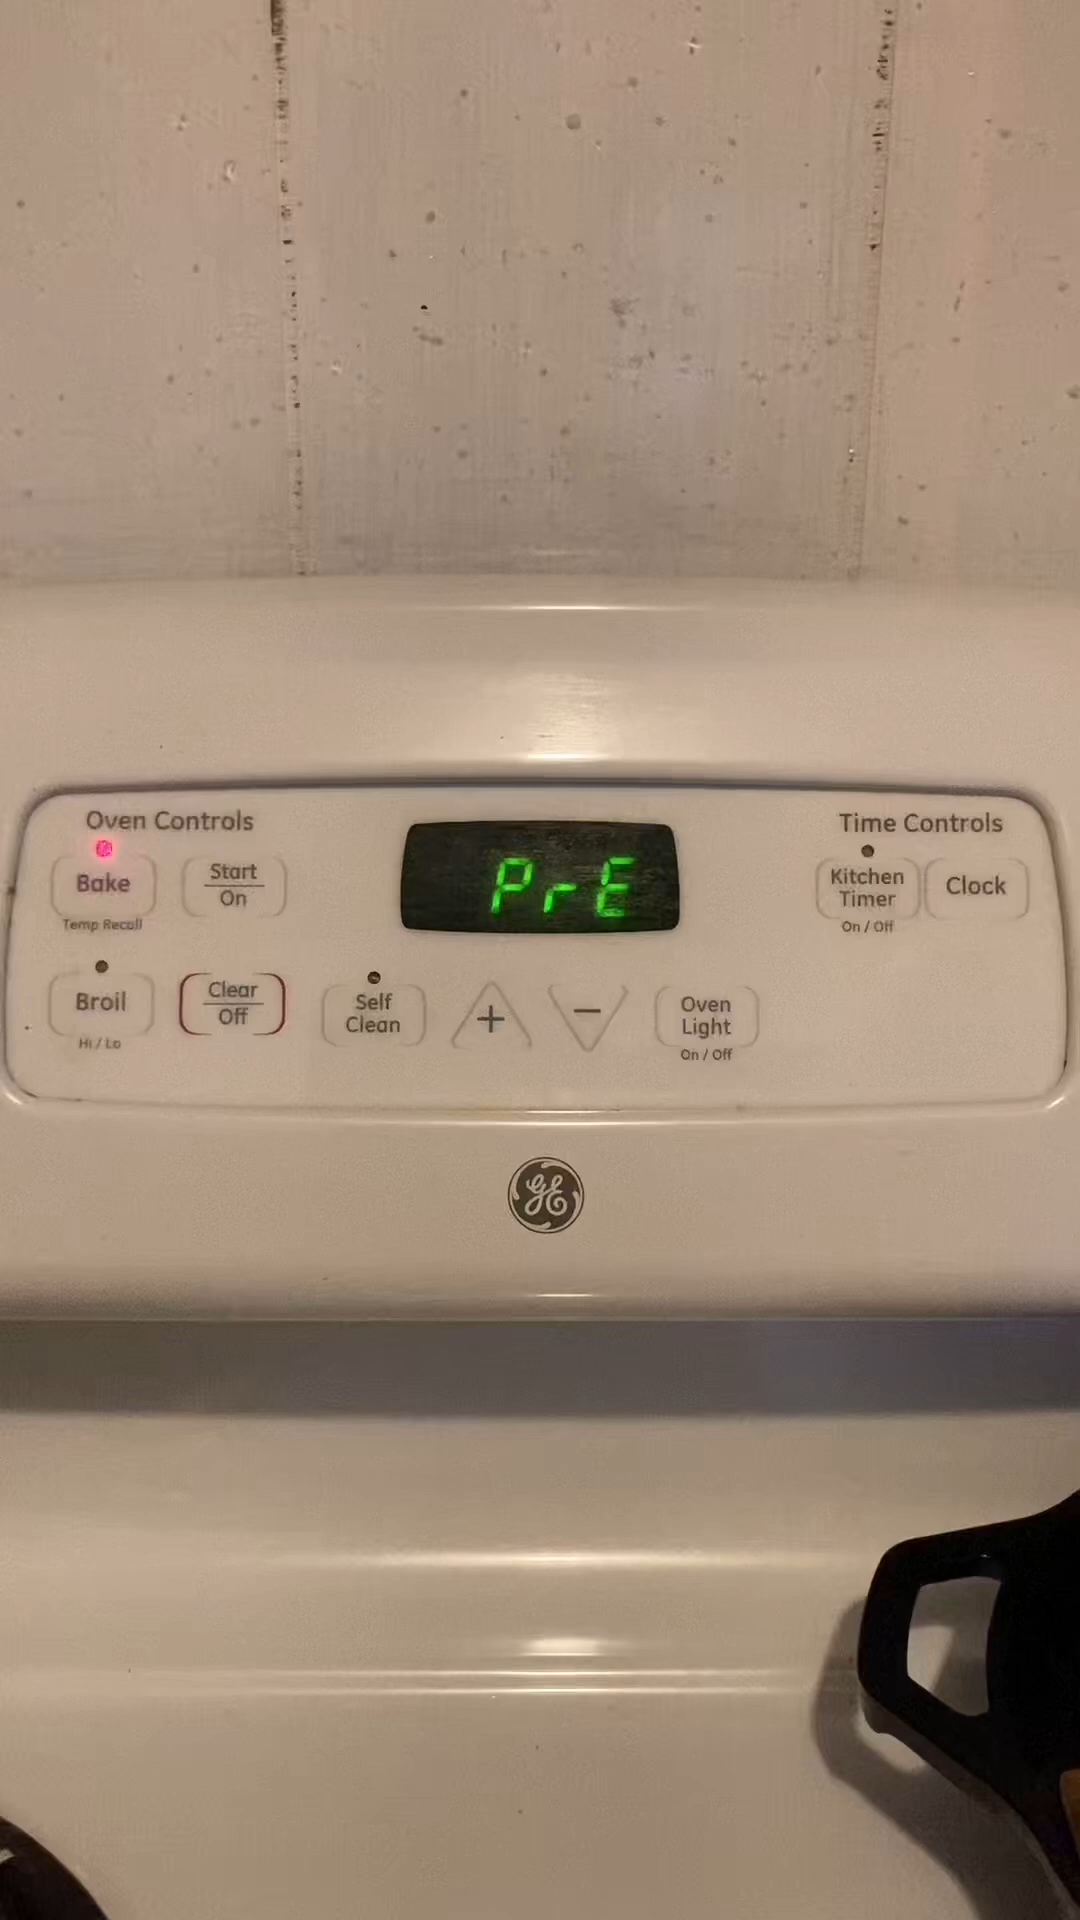 Oven Controls
Bake
Temp Recall
Start
On
PrE
Time Controls
Kitchen
Timer
On / Off
Clock
Broil
Hi / Lo
Clear
Off
Self
Clean
+
−
Oven
Light
On / Off
GE